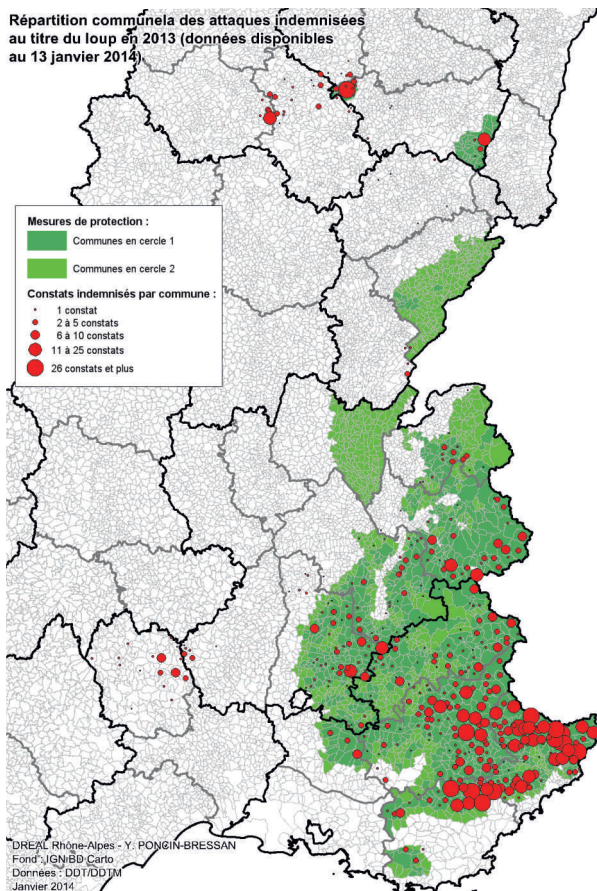 Répartition communela des attaques indemnisées
au titre du loup en 2013 (données disponibles
au 13 janvier 2014)
Mesures de protection :
Communes en cercle 1
Communes en cercle 2
Constats indemnisés par commune :
1 constat
2 à 5 constats
6 à 10 constats
11 à 25 constats
26 constats et plus
DREAL Rhône-Alpes - Y. PONCIN-BRESSAN
Fond : IGN BD Carto
Données : DDT/DDTM
Janvier 2014